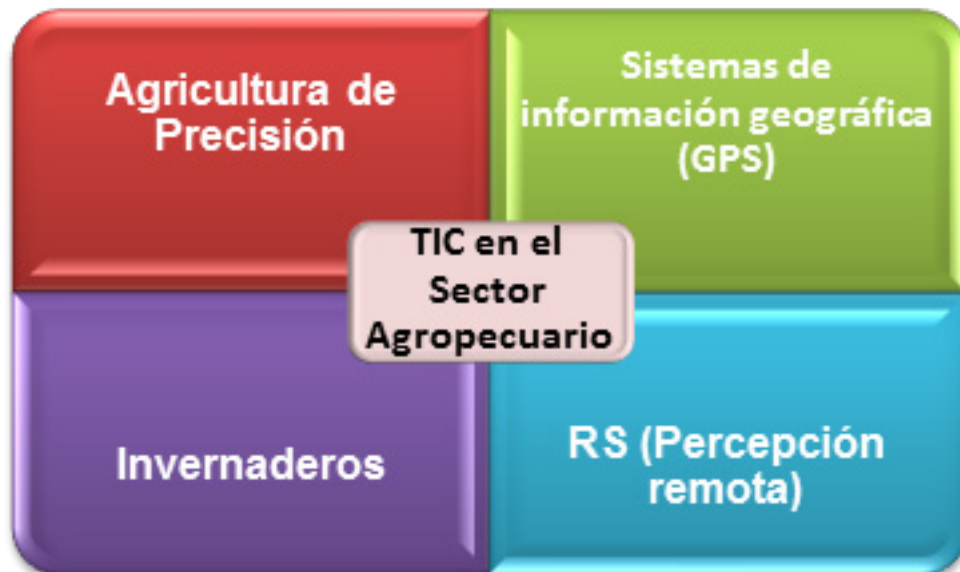 Agricultura de
Precisión
Sistemas de
información geográfica
(GPS)
TIC en el
Sector
Agropecuario
Invernaderos
RS (Percepción
remota)